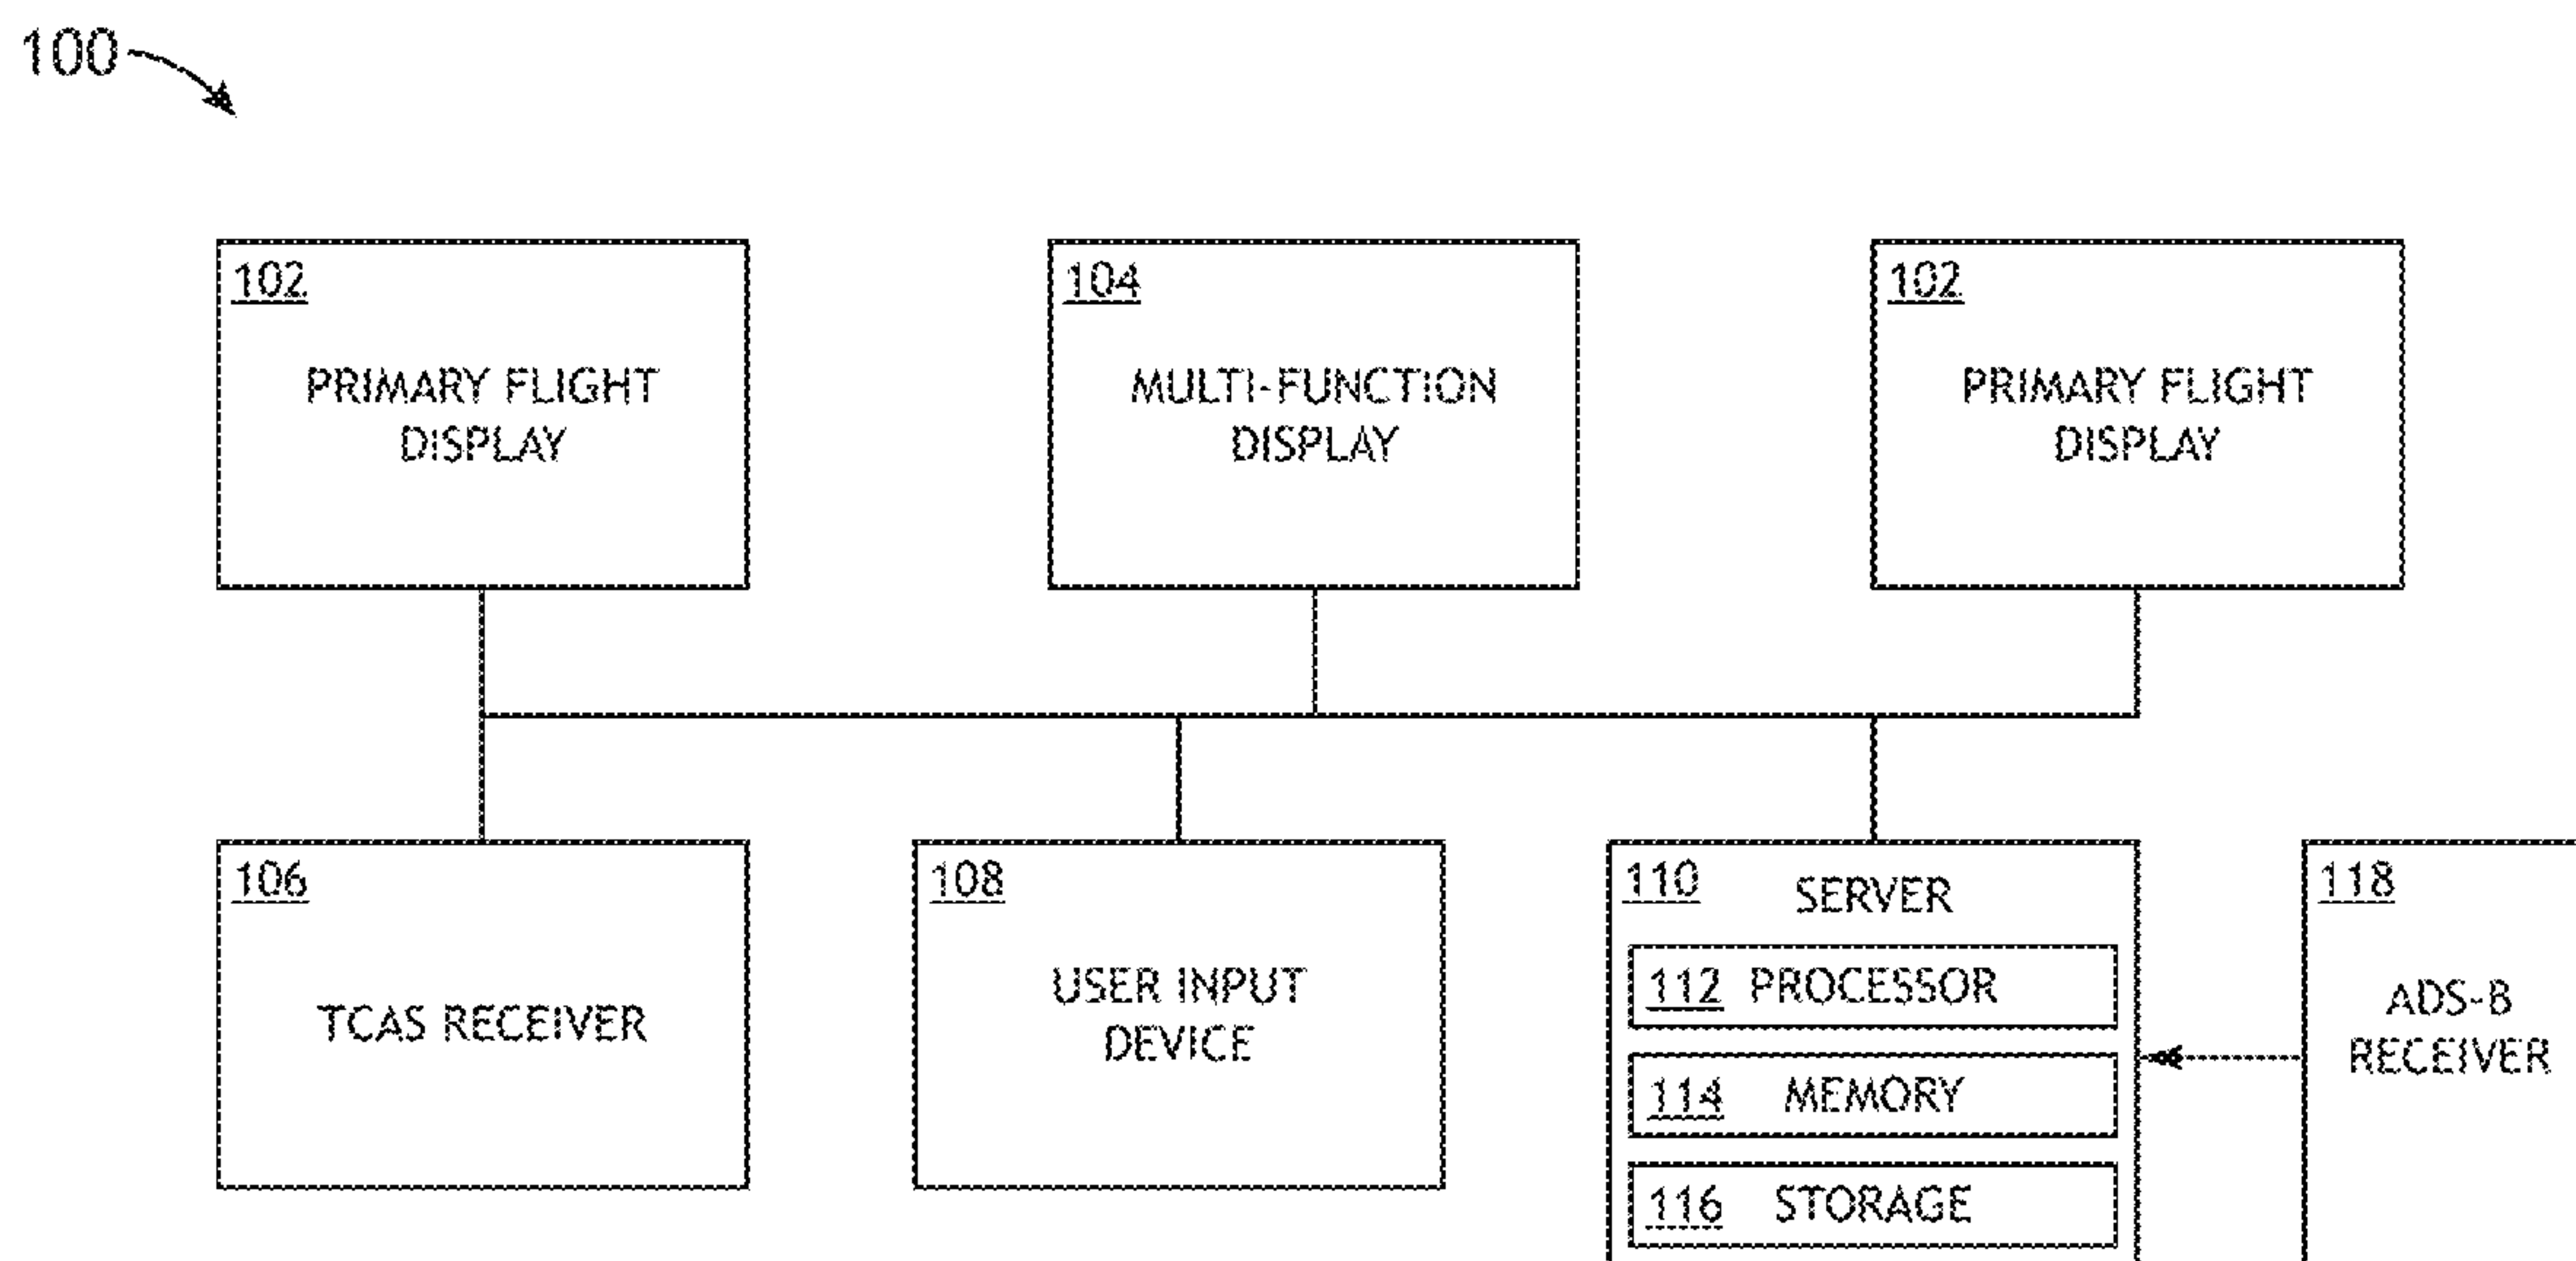 100
102
PRIMARY FLIGHT
DISPLAY
104
MULTI-FUNCTION
DISPLAY
102
PRIMARY FLIGHT
DISPLAY
106
TCAS RECEIVER
108
USER INPUT
DEVICE
110
SERVER
112 PROCESSOR
114 MEMORY
116 STORAGE
118
ADS-B
RECEIVER